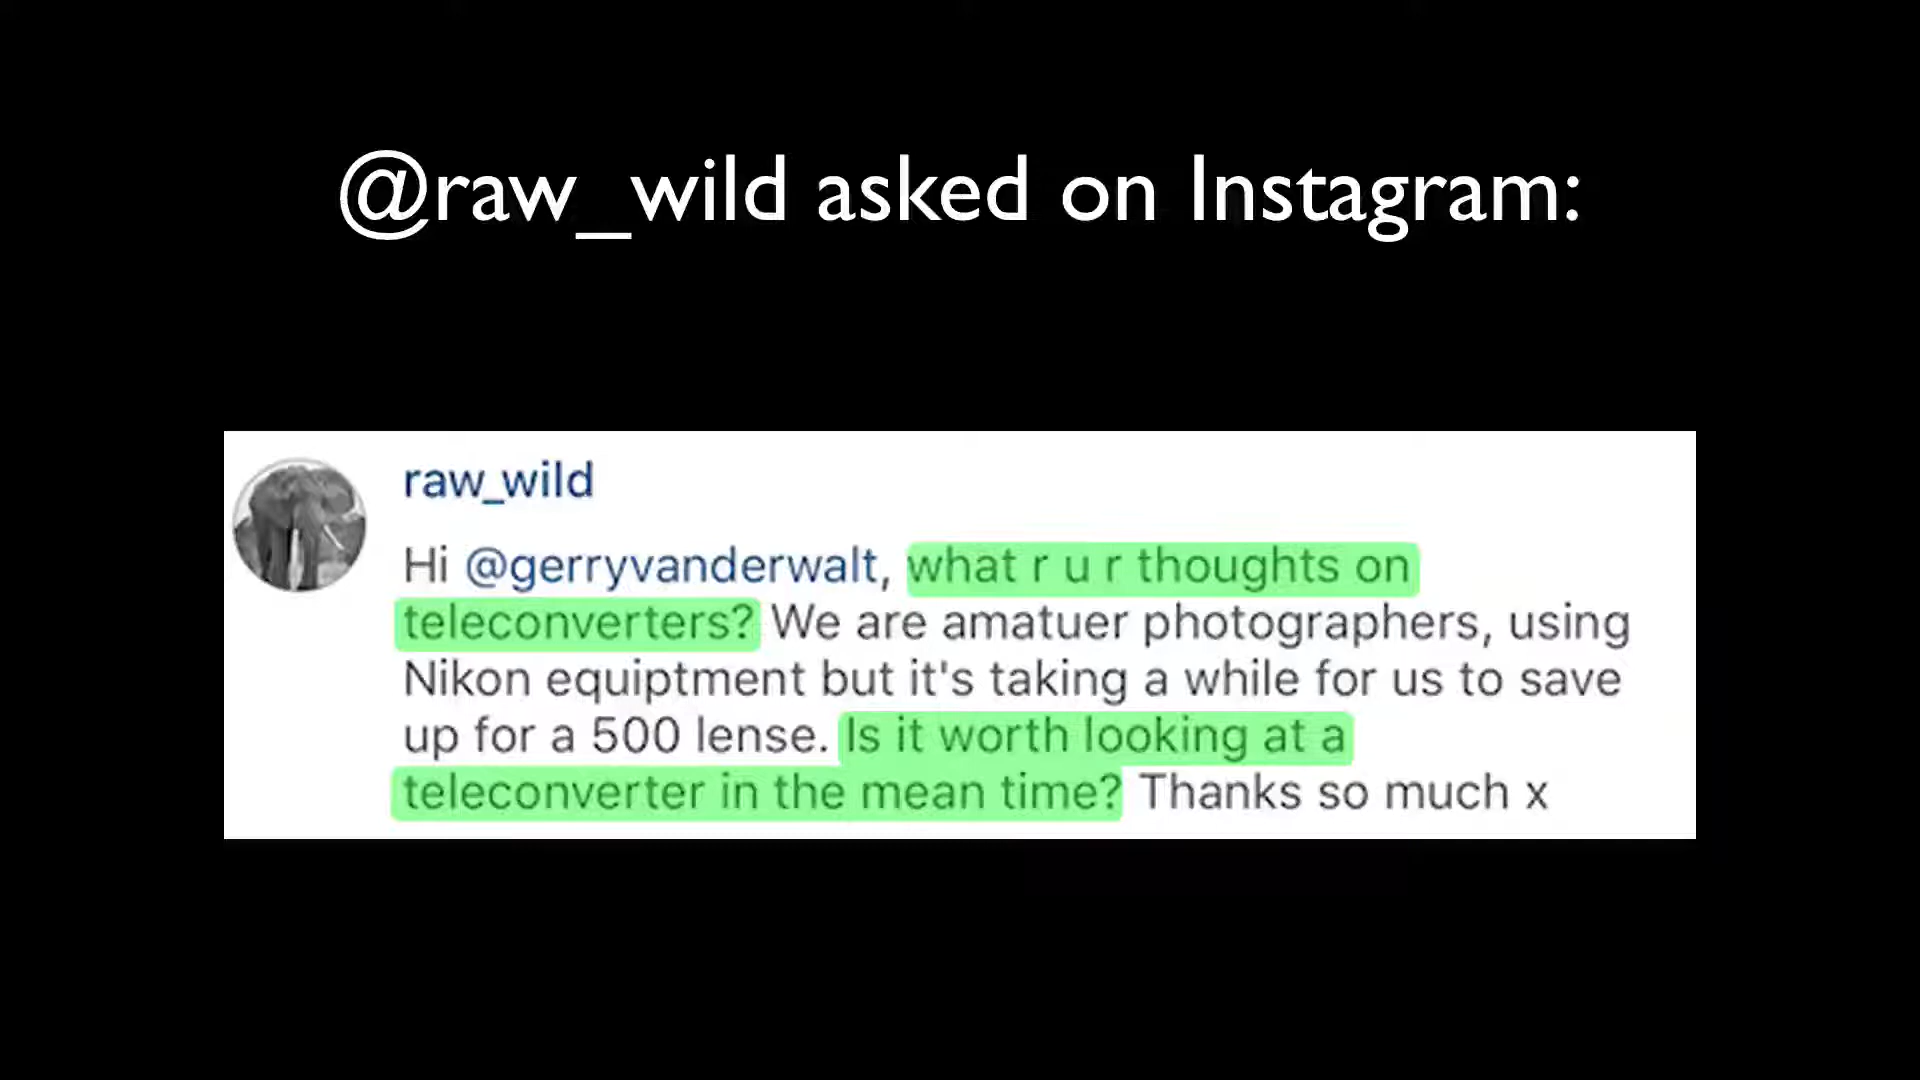 @raw_wild asked on Instagram:
raw_wild
Hi @gerryvanderwalt, what r u r thoughts on
teleconverters? We are amatuer photographers, using
Nikon equiptment but it's taking a while for us to save
up for a 500 lense. Is it worth looking at a
teleconverter in the mean time? Thanks so much x